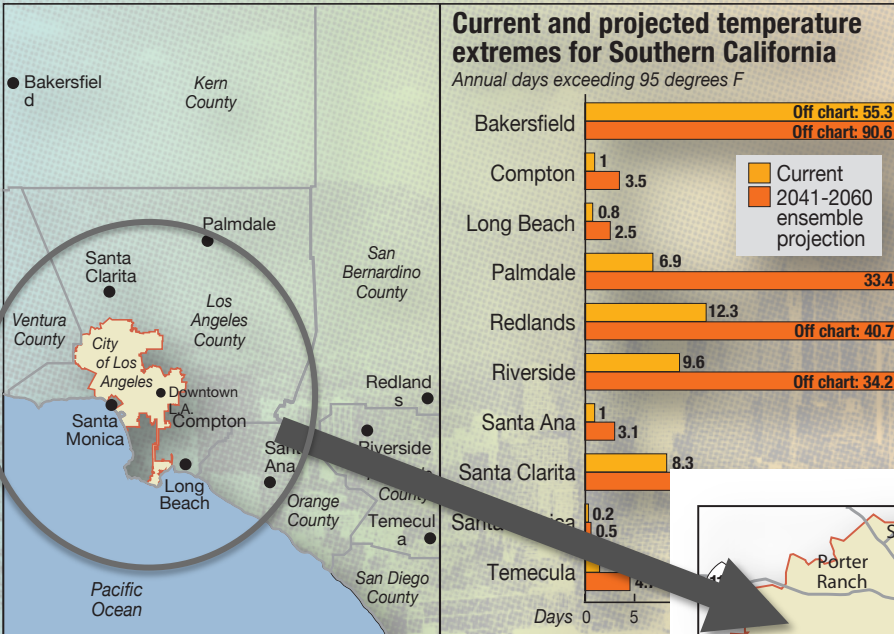 Bakersfiel
d
Kern
County
Palmdale
Santa
Clarita
San
Bernardino
County
Ventura
County
Los
Angeles
County
City
of Los
Angeles
Downtown
L.A.
Compton
Santa
Monica
Redland
s
Riverside
Santa
Ana
Long
Beach
County
Orange
County
Temecul
a
San Diego
County
Pacific
Ocean
Current and projected temperature
extremes for Southern California
Annual days exceeding 95 degrees F
Bakersfield
Off chart: 55.3
Off chart: 90.6
Compton
1
3.5
Long Beach
0.8
2.5
Palmdale
6.9
33.4
Redlands
12.3
Off chart: 40.7
Riverside
9.6
Off chart: 34.2
Santa Ana
1
3.1
Santa Clarita
8.3
Santa Monica
0.2
0.5
Temecula
Days 0 5
Current
2041-2060
ensemble
projection
Porter
Ranch